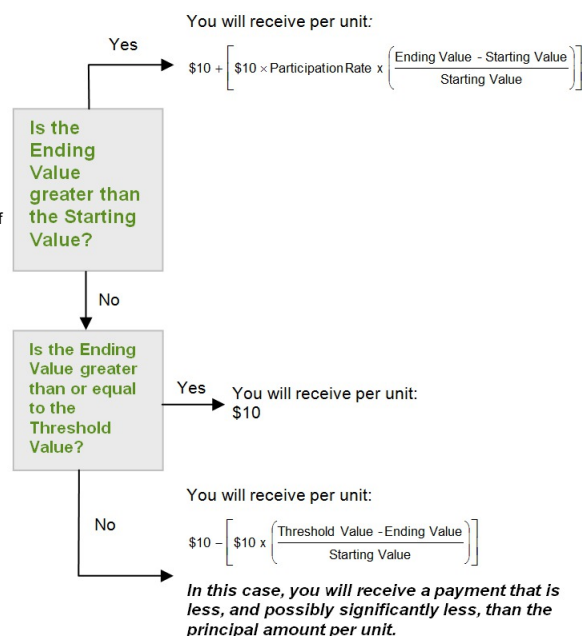 You will receive per unit:
Yes
$10 + [ $10 × Participation Rate x ( Ending Value - Starting Value
Starting Value ) ]
Is the
Ending
Value
greater than
the Starting
Value?
f
No
Is the Ending
Value greater
than or equal
to the
Threshold
Value?
Yes
You will receive per unit:
$10
You will receive per unit:
No
$10 – [ $10 x ( Threshold Value - Ending Value
Starting Value ) ]
In this case, you will receive a payment that is
less, and possibly significantly less, than the
principal amount per unit.